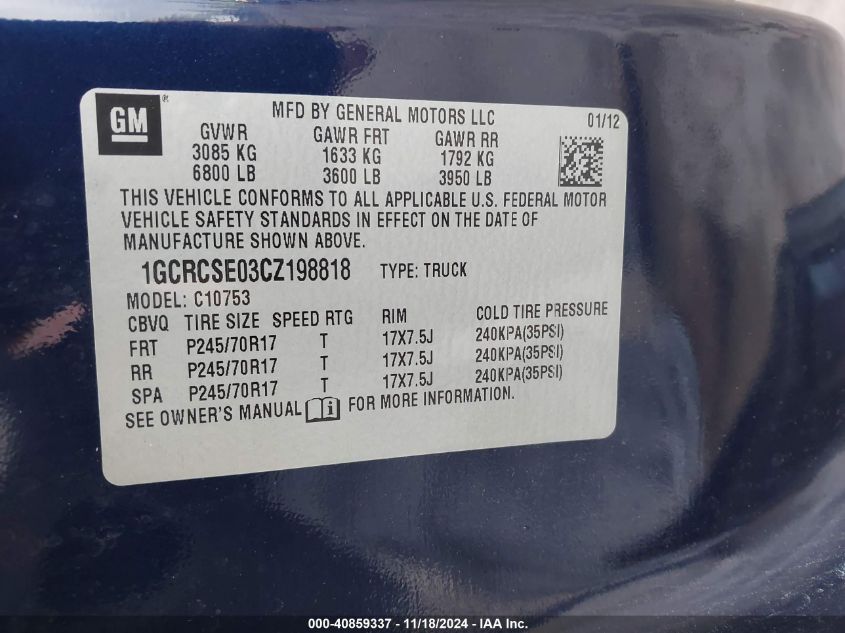 GM ®
MFD BY GENERAL MOTORS LLC 01/12
GVWR GAWR FRT GAWR RR
3085 KG 1633 KG 1792 KG
6800 LB 3600 LB 3950 LB
THIS VEHICLE CONFORMS TO ALL APPLICABLE U.S. FEDERAL MOTOR
VEHICLE SAFETY STANDARDS IN EFFECT ON THE DATE OF
MANUFACTURE SHOWN ABOVE.
1GCRCSE03CZ198818 TYPE: TRUCK
MODEL: C10753
CBVQ TIRE SIZE SPEED RTG RIM COLD TIRE PRESSURE
FRT P245/70R17 T 17X7.5J 240KPA(35PSI)
RR P245/70R17 T 17X7.5J 240KPA(35PSI)
SPA P245/70R17 T 17X7.5J 240KPA(35PSI)
SEE OWNER'S MANUAL FOR MORE INFORMATION.
000-40859337 - 11/18/2024 - IAA Inc.